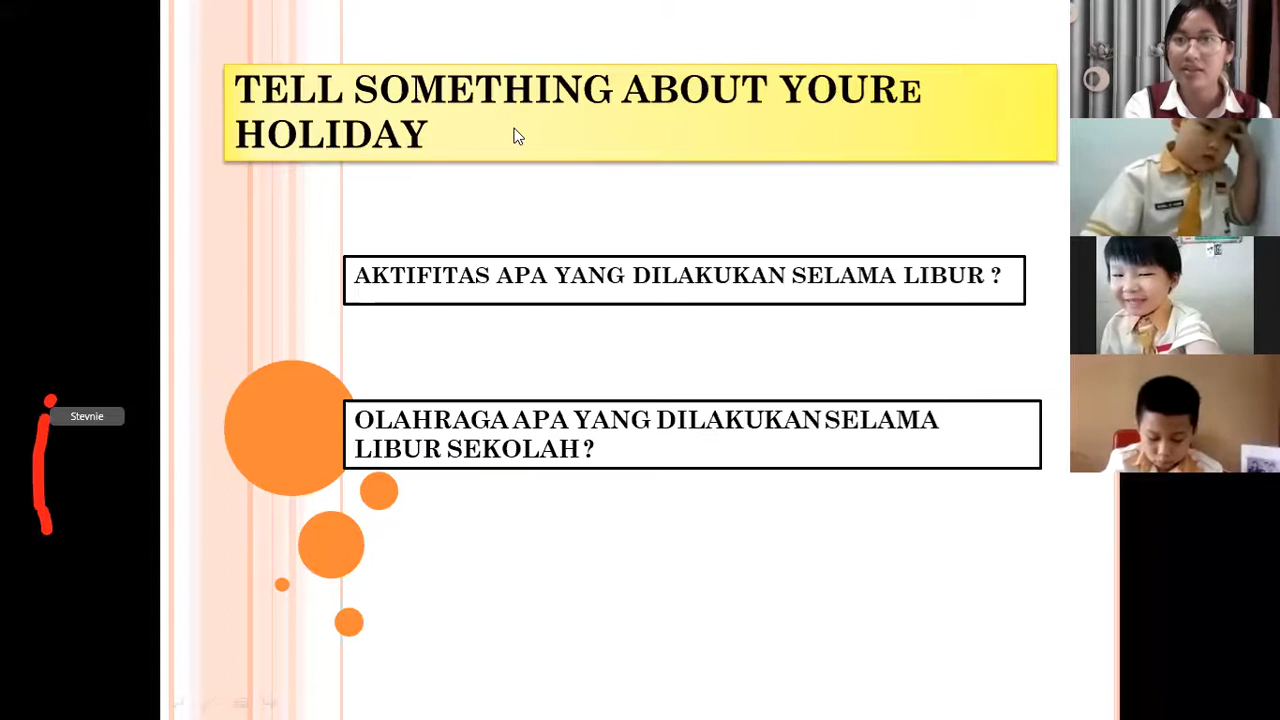 TELL SOMETHING ABOUT YOURE
HOLIDAY
AKTIFITAS APA YANG DILAKUKAN SELAMA LIBUR ?
OLAHRAGA APA YANG DILAKUKAN SELAMA
LIBUR SEKOLAH ?
Stevnie